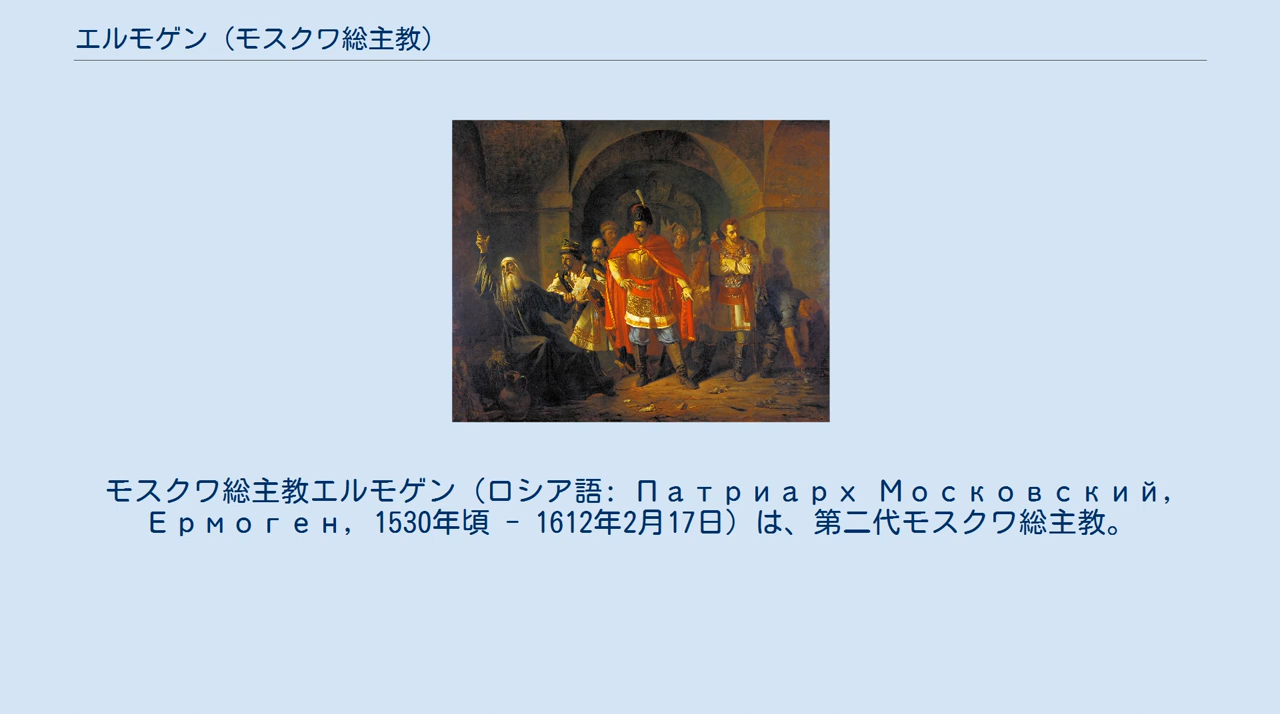 エルモゲン（モスクワ総主教）
モスクワ総主教エルモゲン（ロシア語: Патриарх Московский,
Ермоген, 1530年頃 - 1612年2月17日）は、第二代モスクワ総主教。